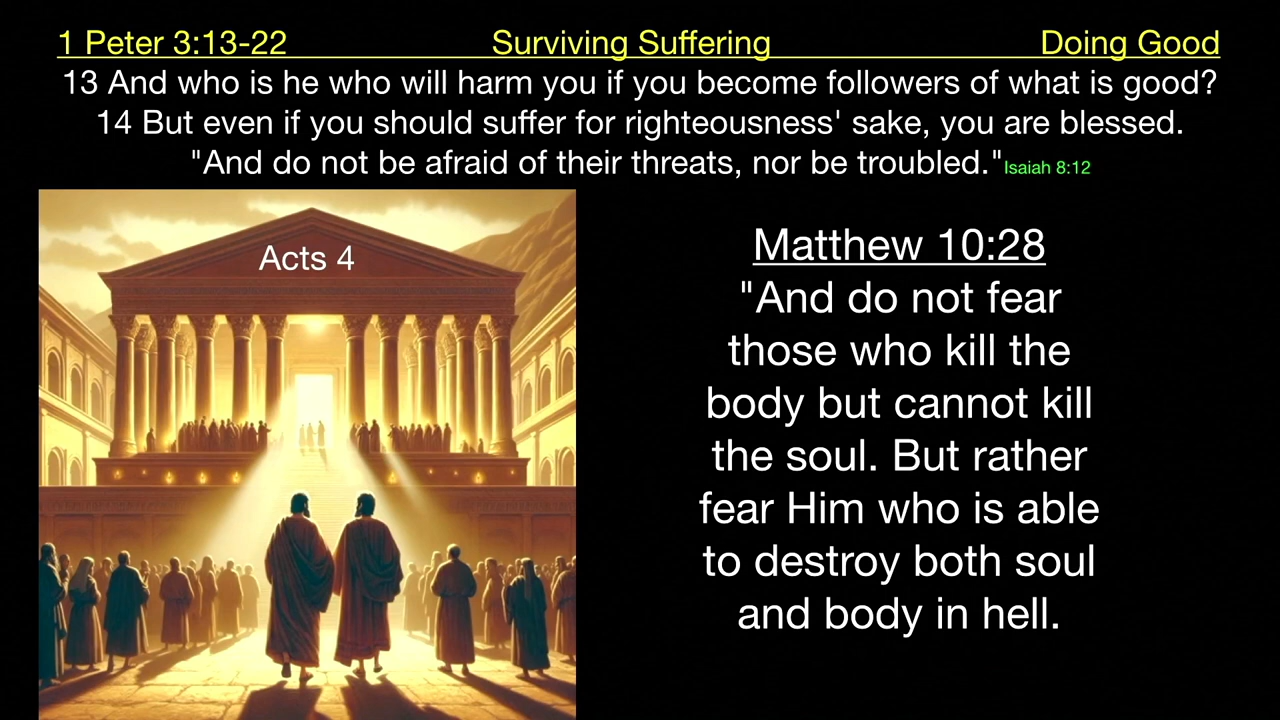 1 Peter 3:13-22 Surviving Suffering Doing Good
13 And who is he who will harm you if you become followers of what is good?
14 But even if you should suffer for righteousness' sake, you are blessed.
"And do not be afraid of their threats, nor be troubled."Isaiah 8:12
Acts 4
Matthew 10:28
"And do not fear
those who kill the
body but cannot kill
the soul. But rather
fear Him who is able
to destroy both soul
and body in hell.